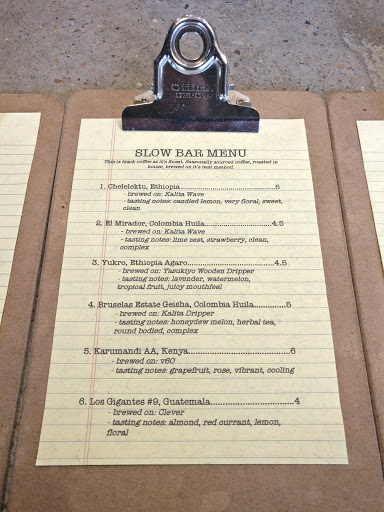 Office
DEPOT
SLOW BAR MENU
This is black coffee at it's finest. Seasonally sourced coffee, roasted in
house, brewed on it's best method.
1. Chelelektu, Ethiopia..................................5
- brewed on: Kalita Wave
- tasting notes: candied lemon, very floral, sweet,
clean
2. El Mirador, Colombia Huila.......................4.5
- brewed on: Kalita Wave
- tasting notes: lime zest, strawberry, clean,
complex
3. Yukro, Ethiopia Agaro..............................4.5
- brewed on: Yasukiyo Wooden Dripper
- tasting notes: lavender, watermelon,
tropical fruit, juicy mouthfeel
4. Bruselas Estate Geisha, Colombia Huila...........5
- brewed on: Kalita Dripper
- tasting notes: honeydew melon, herbal tea,
round bodied, complex
5. Karumandi AA, Kenya...................................6
- brewed on: v60
- tasting notes: grapefruit, rose, vibrant, cooling
6. Los Gigantes #9, Guatemala.............................4
- brewed on: Clever
- tasting notes: almond, red currant, lemon,
floral